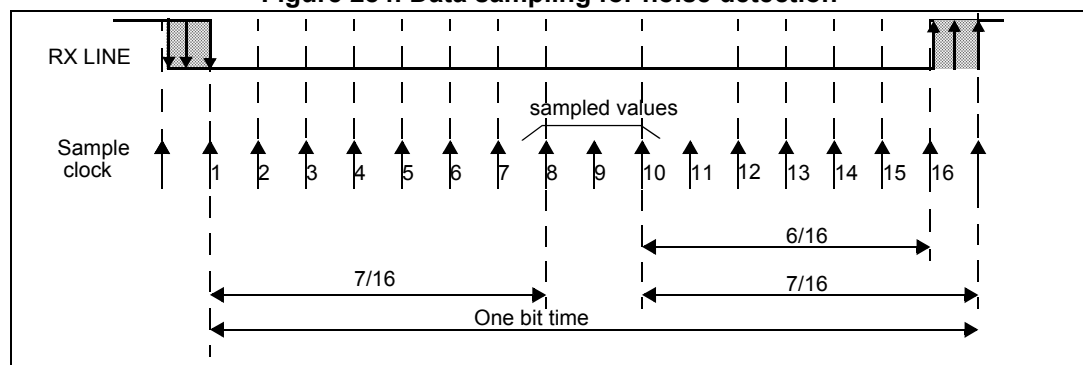 Figure Data sampling for noise detection
RX LINE
sampled values
Sample
clock
1 2 3 4 5 6 7 8 9 10 11 12 13 14 15 16
6/16
7/16 7/16
One bit time